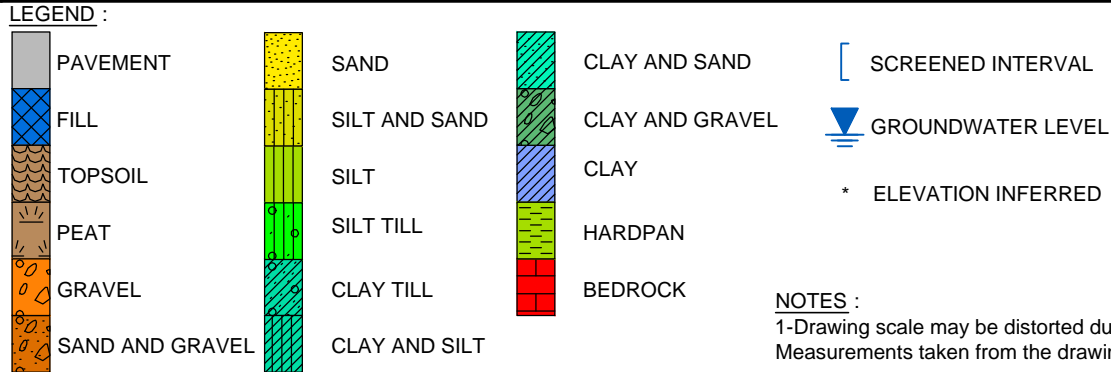 LEGEND :
PAVEMENT
FILL
TOPSOIL
PEAT
GRAVEL
SAND AND GRAVEL
SAND
SILT AND SAND
SILT
SILT TILL
CLAY TILL
CLAY AND SILT
CLAY AND SAND
CLAY AND GRAVEL
CLAY
HARDPAN
BEDROCK
SCREENED INTERVAL
GROUNDWATER LEVEL
* ELEVATION INFERRED
NOTES :
1-Drawing scale may be distorted du
Measurements taken from the drawin